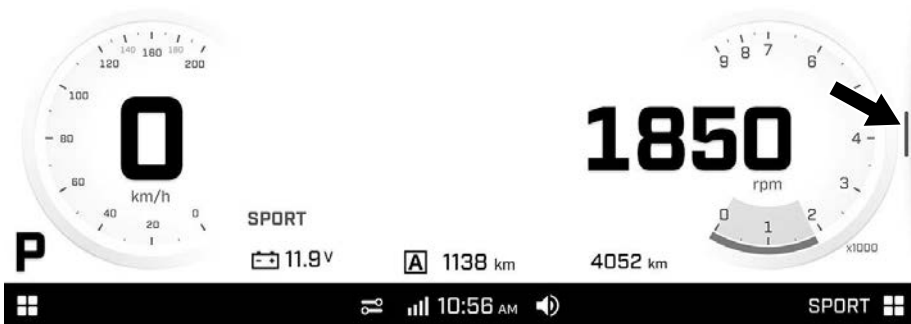 140 160 180
120 200
100
80
60
40 20 0
0
km/h
P
9 8 7 6
4
3
0 1 2
x1000
1850
rpm
SPORT
11.9 V
A 1138 km
4052 km
10:56 AM
SPORT